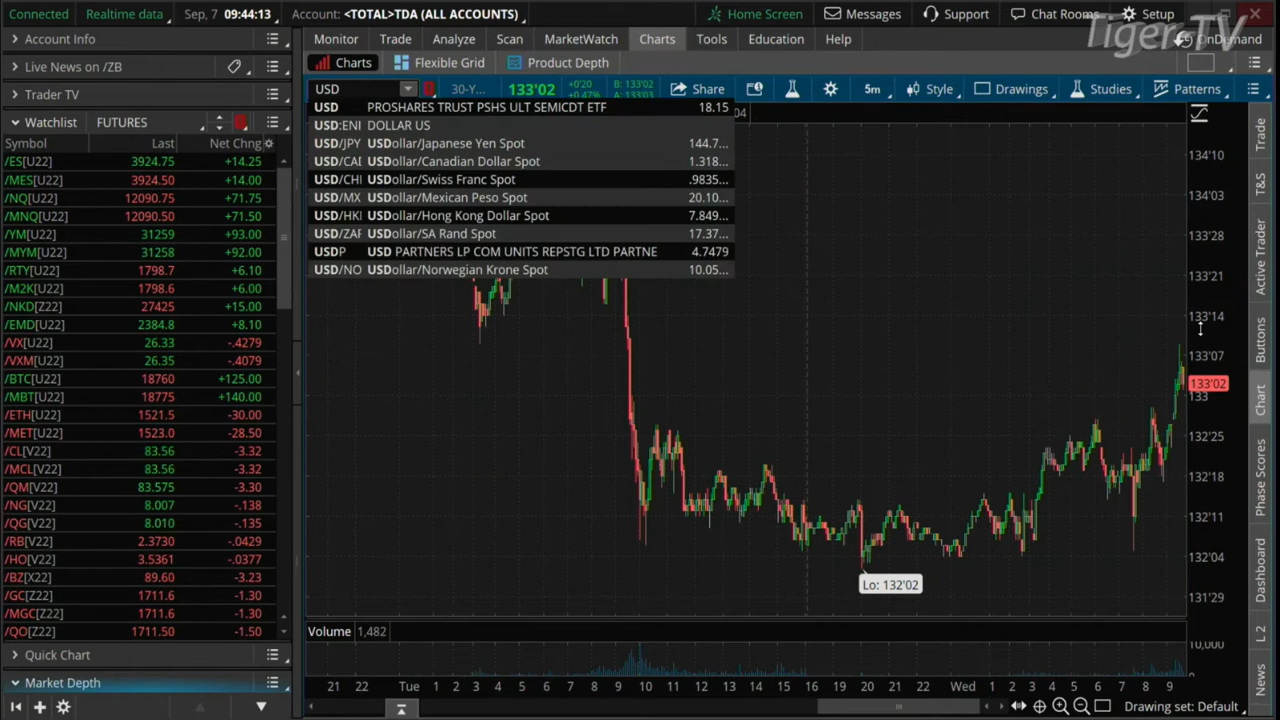 Connected Realtime data Sep, 7 09:44:13 Account: <TOTAL>TDA (ALL ACCOUNTS) Home Screen Messages Support Chat Rooms Setup
Tiger TV
Account Info
Live News on /ZB
Trader TV
Monitor Trade Analyze Scan MarketWatch Charts Tools Education Help OnDemand
Charts Flexible Grid Product Depth
USD 30-Y... 133'02 +0'20 B: 133'02 Share 5m Style Drawings Studies Patterns
+0.47% A: 133'03
Watchlist FUTURES
Symbol Last Net Chng
/ES[U22] 3924.75 +14.25
/MES[U22] 3924.50 +14.00
/NQ[U22] 12090.75 +71.75
/MNQ[U22] 12090.50 +71.50
/YM[U22] 31259 +93.00
/MYM[U22] 31258 +92.00
/RTY[U22] 1798.7 +6.10
/M2K[U22] 1798.6 +6.00
/NKD[Z22] 27425 +15.00
/EMD[U22] 2384.8 +8.10
/VX[U22] 26.33 -.4279
/VXM[U22] 26.35 -.4079
/BTC[U22] 18760 +125.00
/MBT[U22] 18775 +140.00
/ETH[U22] 1521.5 -30.00
/MET[U22] 1523.0 -28.50
/CL[V22] 83.56 -3.32
/MCL[V22] 83.56 -3.32
/QM[V22] 83.575 -3.30
/NG[V22] 8.007 -.138
/QG[V22] 8.010 -.135
/RB[V22] 2.3730 -.0429
/HO[V22] 3.5361 -.0377
/BZ[X22] 89.60 -3.23
/GC[Z22] 1711.6 -1.30
/MGC[Z22] 1711.6 -1.30
/QO[Z22] 1711.50 -1.50
Quick Chart
Market Depth
USD PROSHARES TRUST PSHS ULT SEMICDT ETF 18.15
USD:ENI DOLLAR US
USD/JPY USDollar/Japanese Yen Spot 144.7...
USD/CAI USDollar/Canadian Dollar Spot 1.318...
USD/CHI USDollar/Swiss Franc Spot .9835...
USD/MX USDollar/Mexican Peso Spot 20.10...
USD/HKI USDollar/Hong Kong Dollar Spot 7.849...
USD/ZAF USDollar/SA Rand Spot 17.37...
USDP USD PARTNERS LP COM UNITS REPSTG LTD PARTNE 4.7479
USD/NO USDollar/Norwegian Krone Spot 10.05...
04
134'10
134'03
133'28
133'21
133'14
133'07
133'02
133
132'25
132'18
132'11
132'04
131'29
Lo: 132'02
Volume 1,482
10,000
0
21 22 Tue 1 2 3 4 5 6 7 8 9 10 11 12 13 14 15 16 18 19 20 22 Wed 1 2 3 4 5 6 7 8 9
Drawing set: Default
Trade
T&S
Active Trader
Buttons
Chart
Phase Scores
Dashboard
L 2
News